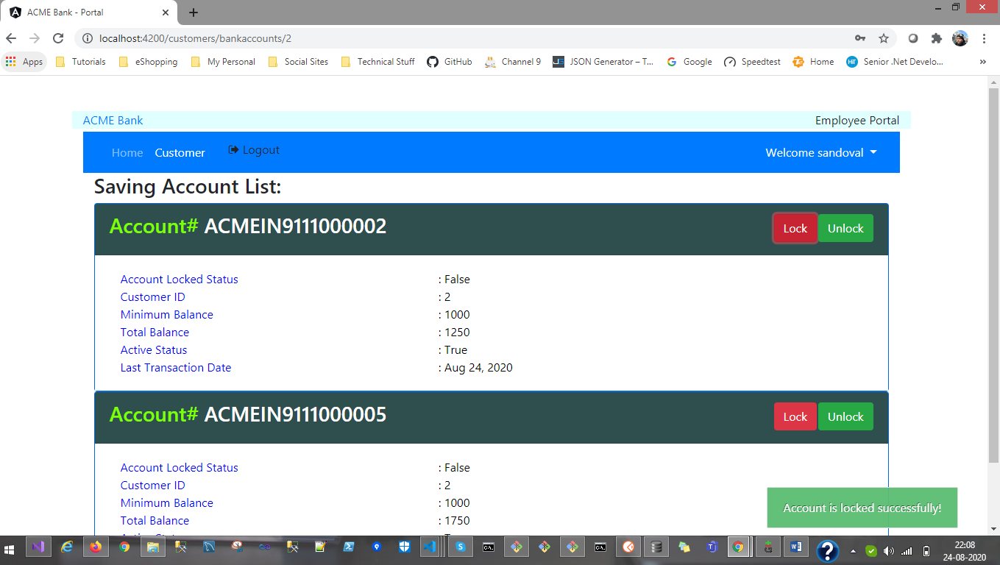 ACME Bank - Portal
localhost:4200/customers/bankaccounts/2
Apps Tutorials eShopping My Personal Social Sites Technical Stuff GitHub Channel 9 JSON Generator – T... Google Speedtest Home Senior .Net Develo... »
ACME Bank Employee Portal
Home Customer Logout Welcome sandoval
Saving Account List:
Account# ACMEIN9111000002 Lock Unlock
Account Locked Status : False
Customer ID : 2
Minimum Balance : 1000
Total Balance : 1250
Active Status : True
Last Transaction Date : Aug 24, 2020
Account# ACMEIN9111000005 Lock Unlock
Account Locked Status : False
Customer ID : 2
Minimum Balance : 1000
Total Balance : 1750
Account is locked successfully!
22:08
24-08-2020